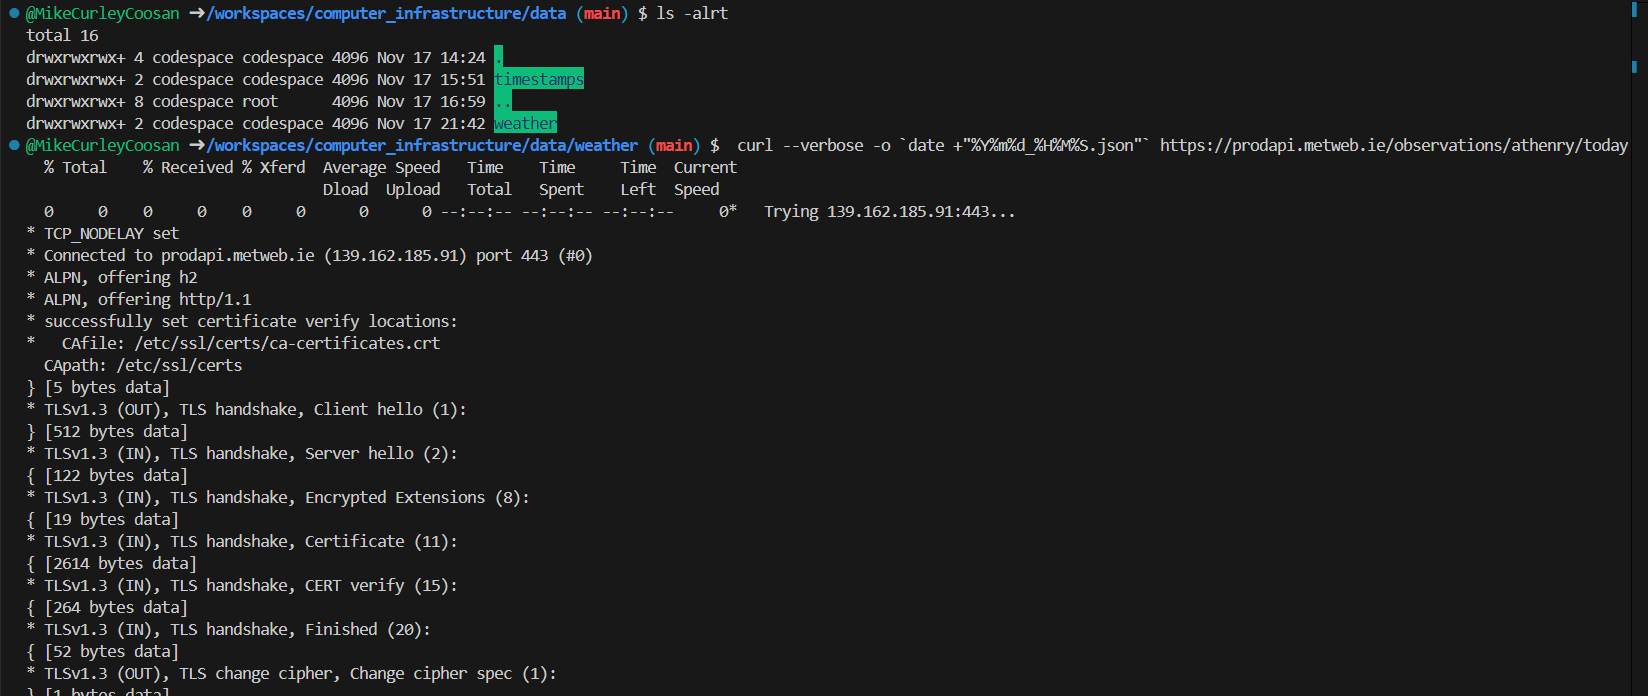 @MikeCurleyCoosan ➜/workspaces/computer_infrastructure/data (main) $ ls -alrt
total 16
drwxrwxrwx+ 4 codespace codespace 4096 Nov 17 14:24 .
drwxrwxrwx+ 2 codespace codespace 4096 Nov 17 15:51 timestamps
drwxrwxrwx+ 8 codespace root      4096 Nov 17 16:59 ..
drwxrwxrwx+ 2 codespace codespace 4096 Nov 17 21:42 weather
@MikeCurleyCoosan ➜/workspaces/computer_infrastructure/data/weather (main) $  curl --verbose -o `date +"%Y%m%d_%H%M%S.json"` https://prodapi.metweb.ie/observations/athenry/today
  % Total    % Received % Xferd  Average Speed   Time    Time     Time  Current
                                 Dload  Upload   Total   Spent    Left  Speed
  0     0    0     0    0     0      0      0 --:--:-- --:--:-- --:--:--     0*   Trying 139.162.185.91:443...
* TCP_NODELAY set
* Connected to prodapi.metweb.ie (139.162.185.91) port 443 (#0)
* ALPN, offering h2
* ALPN, offering http/1.1
* successfully set certificate verify locations:
*   CAfile: /etc/ssl/certs/ca-certificates.crt
  CApath: /etc/ssl/certs
} [5 bytes data]
* TLSv1.3 (OUT), TLS handshake, Client hello (1):
} [512 bytes data]
* TLSv1.3 (IN), TLS handshake, Server hello (2):
{ [122 bytes data]
* TLSv1.3 (IN), TLS handshake, Encrypted Extensions (8):
{ [19 bytes data]
* TLSv1.3 (IN), TLS handshake, Certificate (11):
{ [2614 bytes data]
* TLSv1.3 (IN), TLS handshake, CERT verify (15):
{ [264 bytes data]
* TLSv1.3 (IN), TLS handshake, Finished (20):
{ [52 bytes data]
* TLSv1.3 (OUT), TLS change cipher, Change cipher spec (1):
} [1 bytes data]